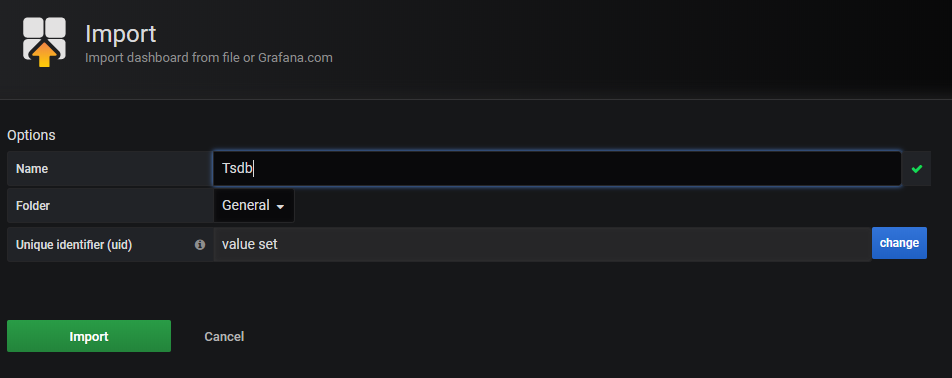 Import
Import dashboard from file or Grafana.com
Options
Name Tsdb
Folder General
Unique identifier (uid) value set change
Import Cancel